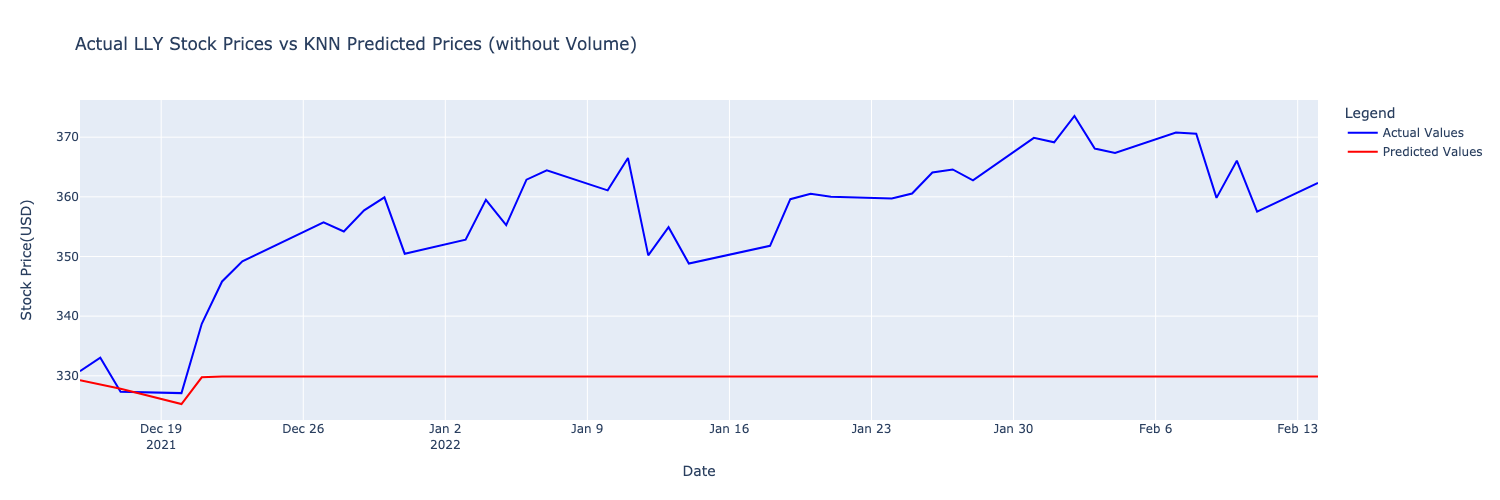 Actual LLY Stock Prices vs KNN Predicted Prices (without Volume)
Legend
Actual Values
Predicted Values
Stock Price(USD)
370
360
350
340
330
Dec 19
2021
Dec 26
Jan 2
2022
Jan 9
Jan 16
Jan 23
Jan 30
Feb 6
Feb 13
Date